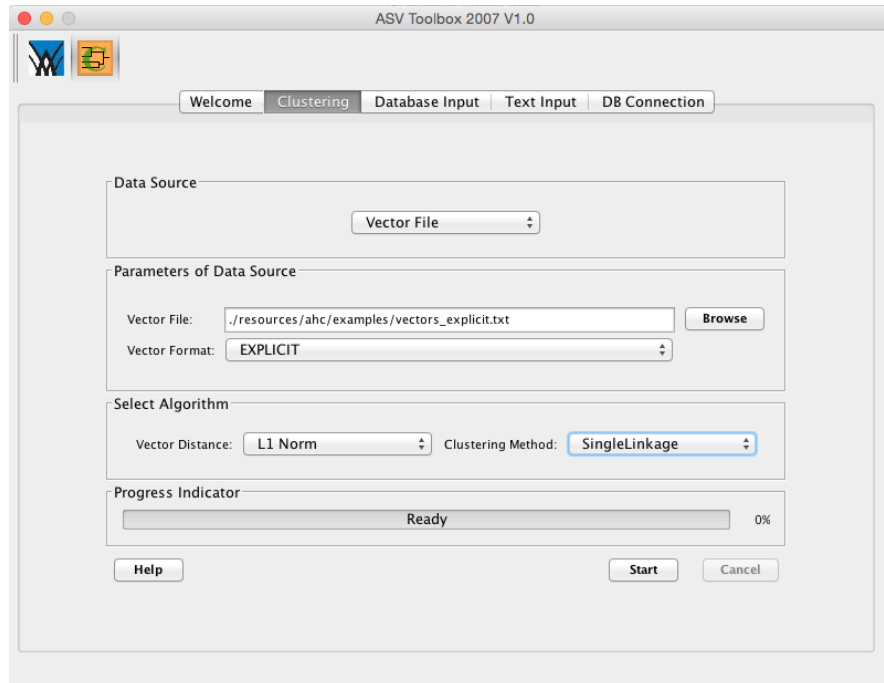 ASV Toolbox 2007 V1.0
Welcome Clustering Database Input Text Input DB Connection
Data Source
Vector File
Parameters of Data Source
Vector File: ./resources/ahc/examples/vectors_explicit.txt Browse
Vector Format: EXPLICIT
Select Algorithm
Vector Distance: L1 Norm Clustering Method: SingleLinkage
Progress Indicator
Ready 0%
Help Start Cancel